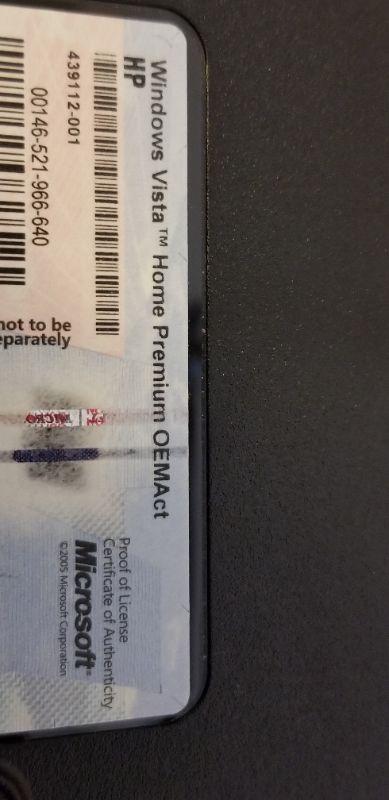 Windows Vista™ Home Premium OEMAct
HP
439112-001
00146-521-966-640
not to be
Proof of License
Certificate of Authenticity
Microsoft®
©2005 Microsoft Corporation